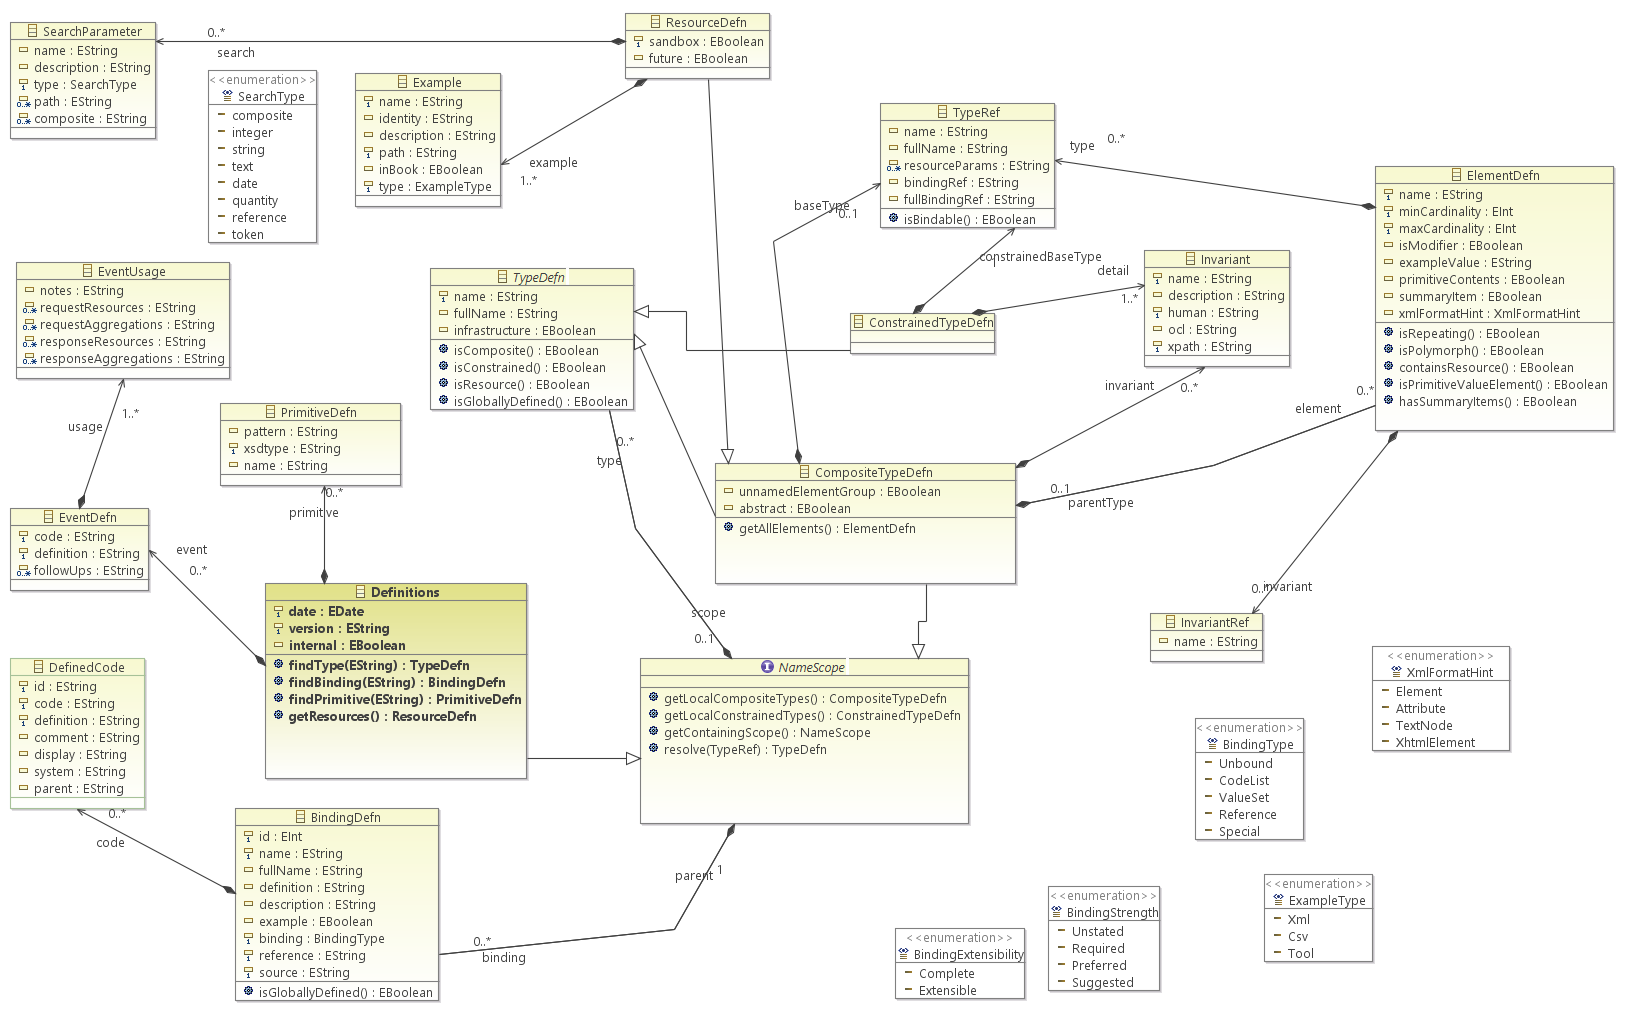 SearchParameter
name : EString
description : EString
type : SearchType
path : EString
composite : EString
0..*
search
ResourceDefn
sandbox : EBoolean
future : EBoolean
<<enumeration>>
SearchType
composite
integer
string
text
date
quantity
reference
token
Example
name : EString
identity : EString
description : EString
path : EString
inBook : EBoolean
type : ExampleType
example
1..*
TypeRef
name : EString
fullName : EString
resourceParams : EString
bindingRef : EString
fullBindingRef : EString
isBindable() : EBoolean
type
0..*
baseType
0..1
ElementDefn
name : EString
minCardinality : EInt
maxCardinality : EInt
isModifier : EBoolean
exampleValue : EString
primitiveContents : EBoolean
summaryItem : EBoolean
xmlFormatHint : XmlFormatHint
isRepeating() : EBoolean
isPolymorph() : EBoolean
containsResource() : EBoolean
isPrimitiveValueElement() : EBoolean
hasSummaryItems() : EBoolean
EventUsage
notes : EString
requestResources : EString
requestAggregations : EString
responseResources : EString
responseAggregations : EString
TypeDefn
name : EString
fullName : EString
infrastructure : EBoolean
isComposite() : EBoolean
isConstrained() : EBoolean
isResource() : EBoolean
isGloballyDefined() : EBoolean
constrainedBaseType
detail
1..*
ConstrainedTypeDefn
Invariant
name : EString
description : EString
human : EString
ocl : EString
xpath : EString
invariant
0..*
0..*
element
usage
1..*
PrimitiveDefn
pattern : EString
xsdtype : EString
name : EString
0..*
primitive
0..*
type
CompositeTypeDefn
unnamedElementGroup : EBoolean
abstract : EBoolean
getAllElements() : ElementDefn
0..1
parentType
EventDefn
code : EString
definition : EString
followUps : EString
event
0..*
Definitions
date : EDate
version : EString
internal : EBoolean
findType(EString) : TypeDefn
findBinding(EString) : BindingDefn
findPrimitive(EString) : PrimitiveDefn
getResources() : ResourceDefn
scope
0..1
invariant
InvariantRef
name : EString
DefinedCode
id : EString
code : EString
definition : EString
comment : EString
display : EString
system : EString
parent : EString
0..*
code
NameScope
getLocalCompositeTypes() : CompositeTypeDefn
getLocalConstrainedTypes() : ConstrainedTypeDefn
getContainingScope() : NameScope
resolve(TypeRef) : TypeDefn
<<enumeration>>
XmlFormatHint
Element
Attribute
TextNode
XhtmlElement
<<enumeration>>
BindingType
Unbound
CodeList
ValueSet
Reference
Special
BindingDefn
id : EInt
name : EString
fullName : EString
definition : EString
description : EString
example : EBoolean
binding : BindingType
reference : EString
source : EString
isGloballyDefined() : EBoolean
parent
1
0..*
binding
<<enumeration>>
BindingExtensibility
Complete
Extensible
<<enumeration>>
BindingStrength
Unstated
Required
Preferred
Suggested
<<enumeration>>
ExampleType
Xml
Csv
Tool